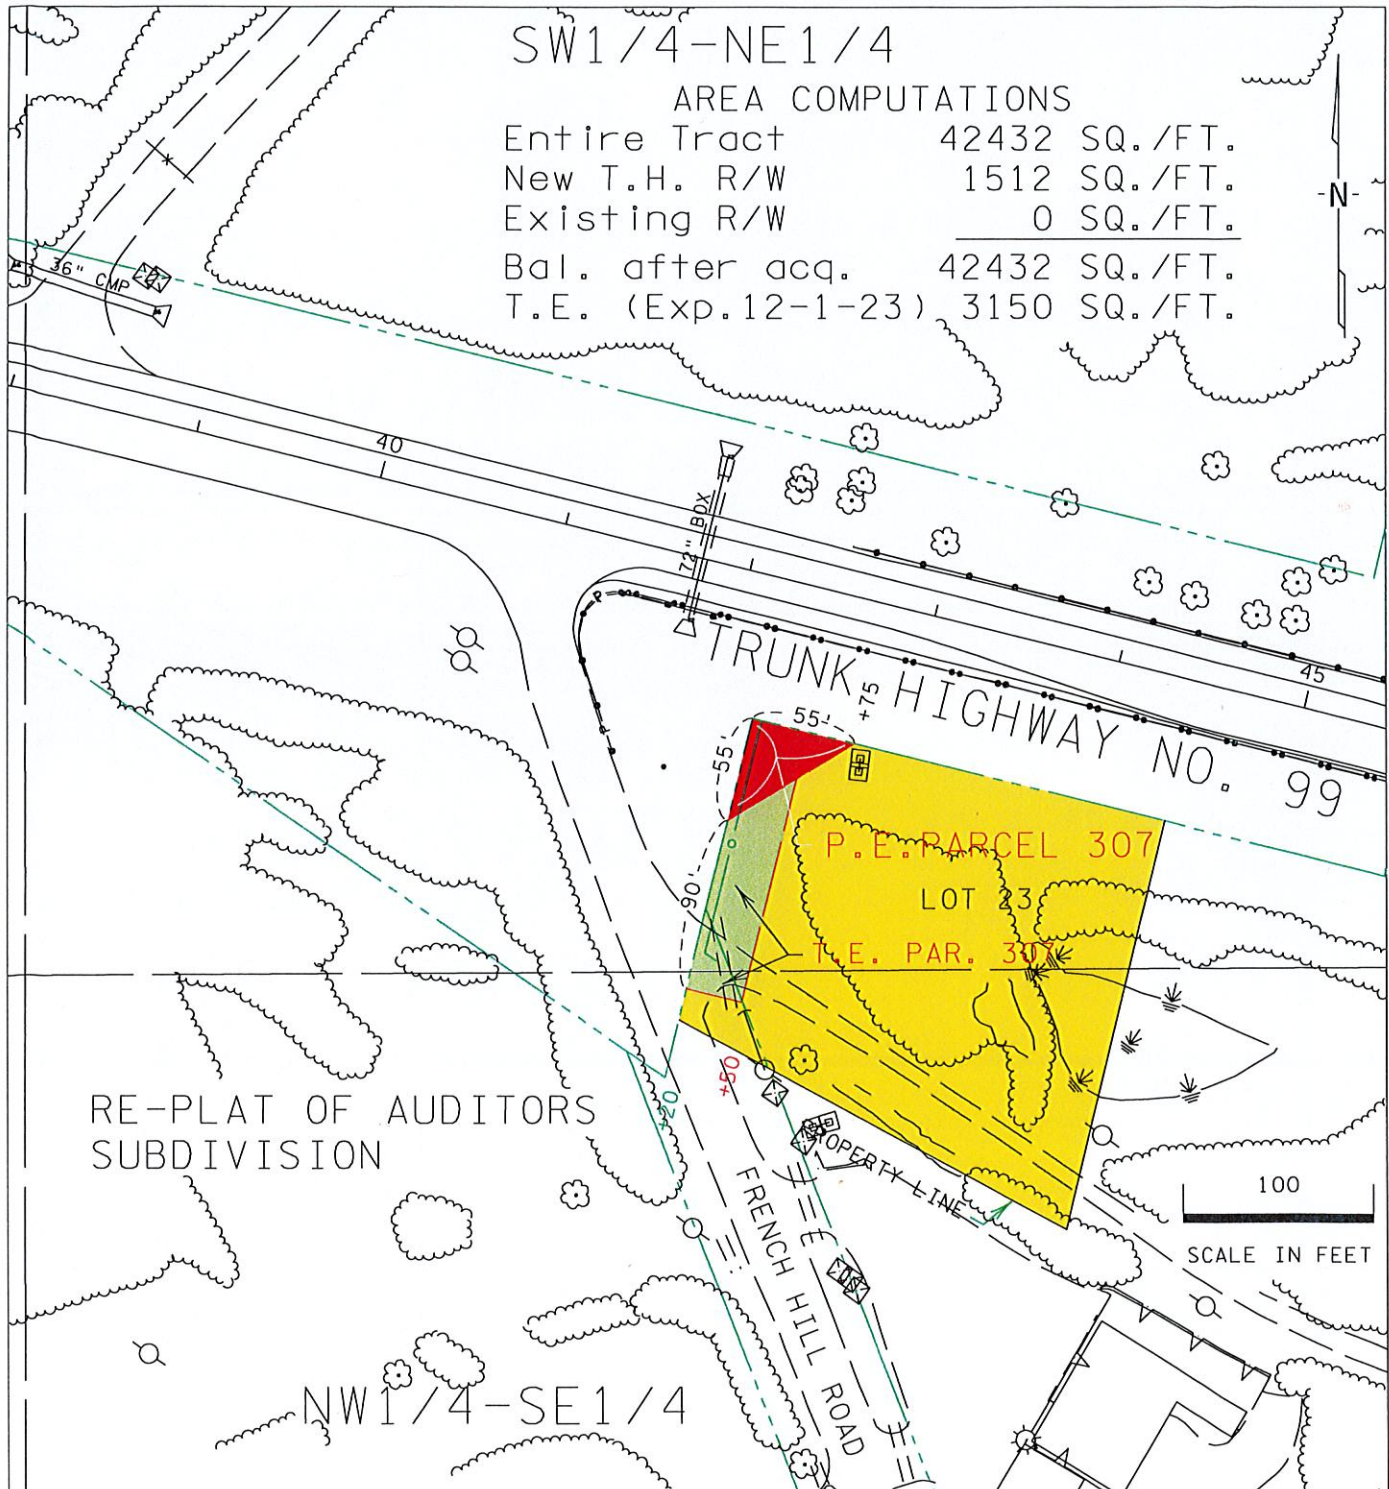 SW1/4-NE1/4
AREA COMPUTATIONS
Entire Tract 42432 SQ./FT.
New T.H. R/W 1512 SQ./FT.
Existing R/W 0 SQ./FT.
Bal. after acq. 42432 SQ./FT.
T.E. (Exp.12-1-23) 3150 SQ./FT.
-N-
36" CMP
40
72" BOX
45
TRUNK HIGHWAY NO. 99
55'
+75
55'
90'
P.E. PARCEL 307
LOT 23
T.E. PAR. 307
+50
+20
RE-PLAT OF AUDITORS
SUBDIVISION
PROPERTY LINE
100
SCALE IN FEET
FRENCH HILL ROAD
NW1/4-SE1/4